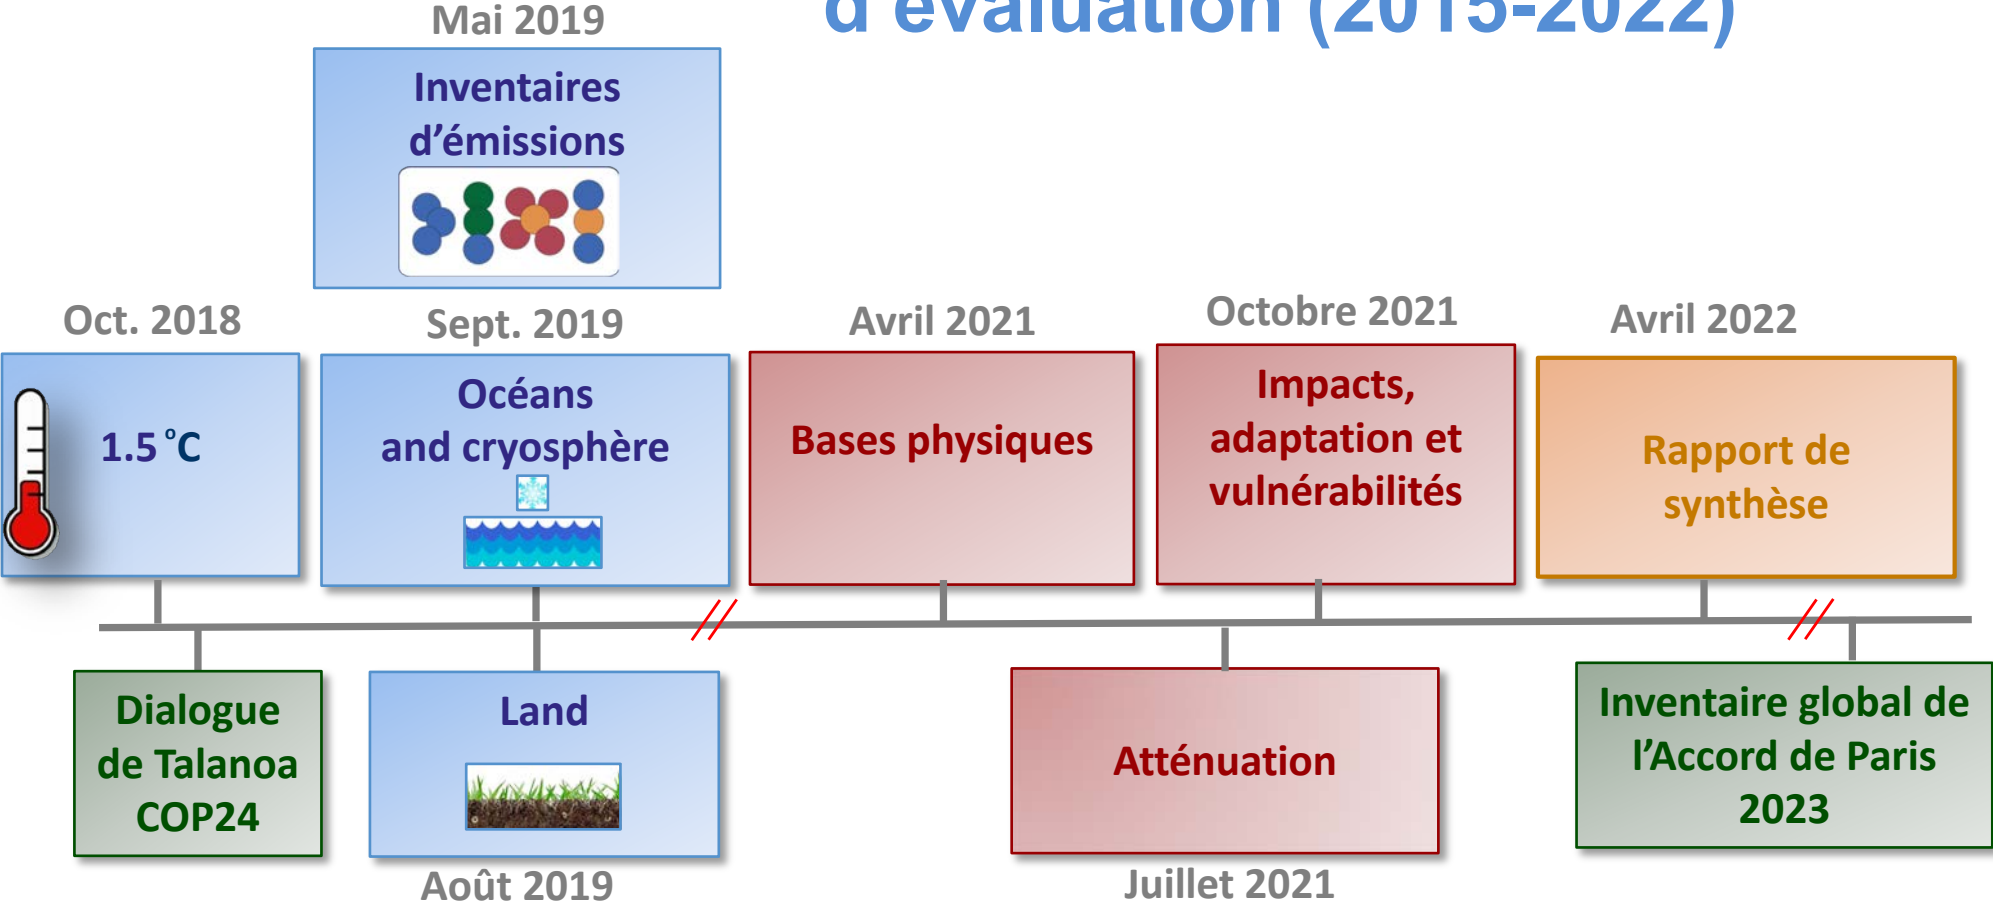 d'évaluation (2015-2022)
Mai 2019
Inventaires
d’émissions
Oct. 2018
1.5 °C
Sept. 2019
Océans
and cryosphère
Avril 2021
Bases physiques
Octobre 2021
Impacts,
adaptation et
vulnérabilités
Avril 2022
Rapport de
synthèse
Dialogue
de Talanoa
COP24
Land
Août 2019
Atténuation
Juillet 2021
Inventaire global de
l’Accord de Paris
2023